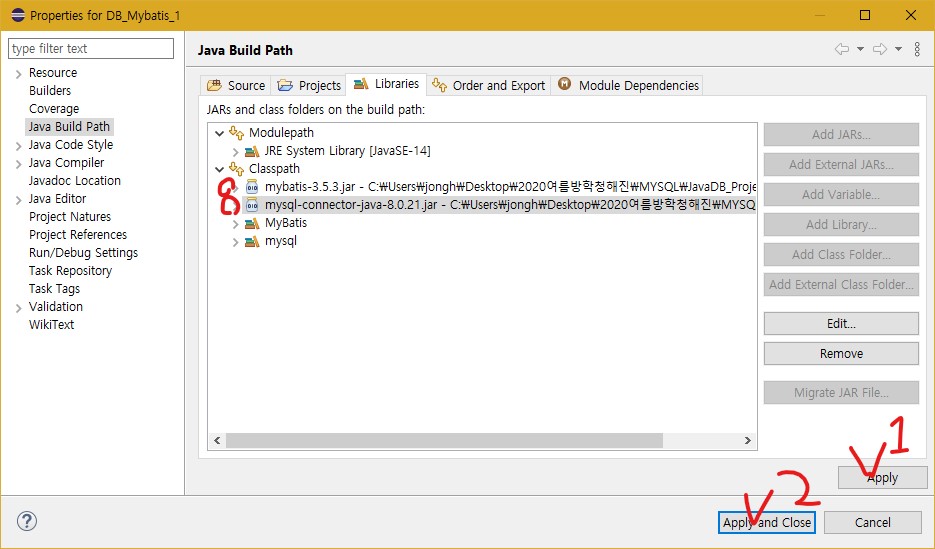 Properties for DB_Mybatis_1
type filter text
Resource
Builders
Coverage
Java Build Path
Java Code Style
Java Compiler
Javadoc Location
Java Editor
Project Natures
Project References
Run/Debug Settings
Task Repository
Task Tags
Validation
WikiText
Java Build Path
Source Projects Libraries Order and Export Module Dependencies
JARs and class folders on the build path:
Modulepath
JRE System Library [JavaSE-14]
Classpath
8
mybatis-3.5.3.jar - C:₩Users₩jongh₩Desktop₩2020여름방학청해진₩MYSQL₩JavaDB_Proje
mysql-connector-java-8.0.21.jar - C:₩Users₩jongh₩Desktop₩2020여름방학청해진₩MYSQ
MyBatis
mysql
Add JARs...
Add External JARs...
Add Variable...
Add Library...
Add Class Folder...
Add External Class Folder...
Edit...
Remove
Migrate JAR File...
V1
Apply
V2
Apply and Close
Cancel